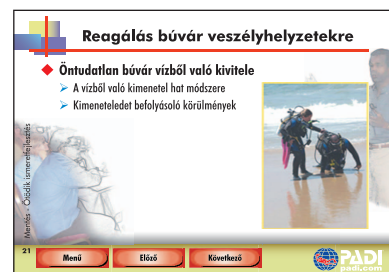 Reagálás búvár veszélyhelyzetekre
Öntudatlan búvár vízből való kivitele
A vízből való kimenetel hat módszere
Kimeneteledet befolyásoló körülmények
Mentés - Ötödik ismeretfejlesztés
21
Menü
Előző
Következő
PADI
padi.com